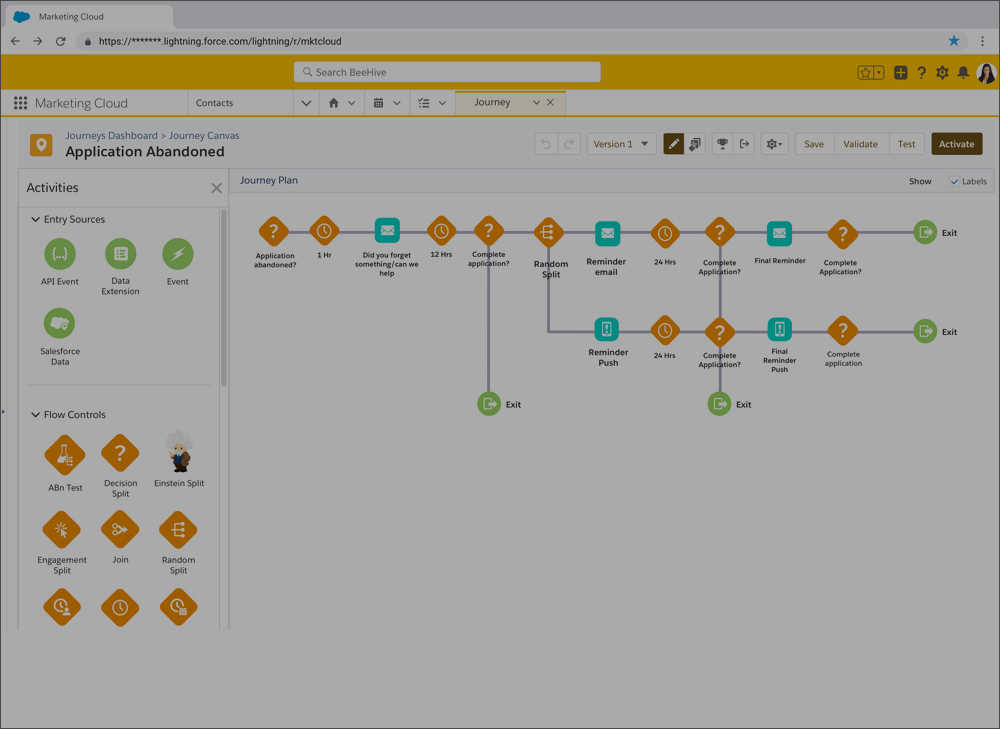 Marketing Cloud
https://*******.lightning.force.com/lightning/r/mktcloud
Search BeeHive
Marketing Cloud
Contacts
Journey
Journeys Dashboard > Journey Canvas
Application Abandoned
Version 1
Save
Validate
Test
Activate
Activities
Journey Plan
Show
Labels
Entry Sources
API Event
Data
Extension
Event
Salesforce
Data
Flow Controls
ABn Test
Decision
Split
Einstein Split
Engagement
Split
Join
Random
Split
Application
abandoned?
1 Hr
Did you forget
something/can we
help
12 Hrs
Complete
application?
Random
Split
Reminder
email
24 Hrs
Complete
Application?
Final Reminder
Complete
Application?
Exit
Reminder
Push
24 Hrs
Complete
Application?
Final
Reminder
Push
Complete
application
Exit
Exit
Exit